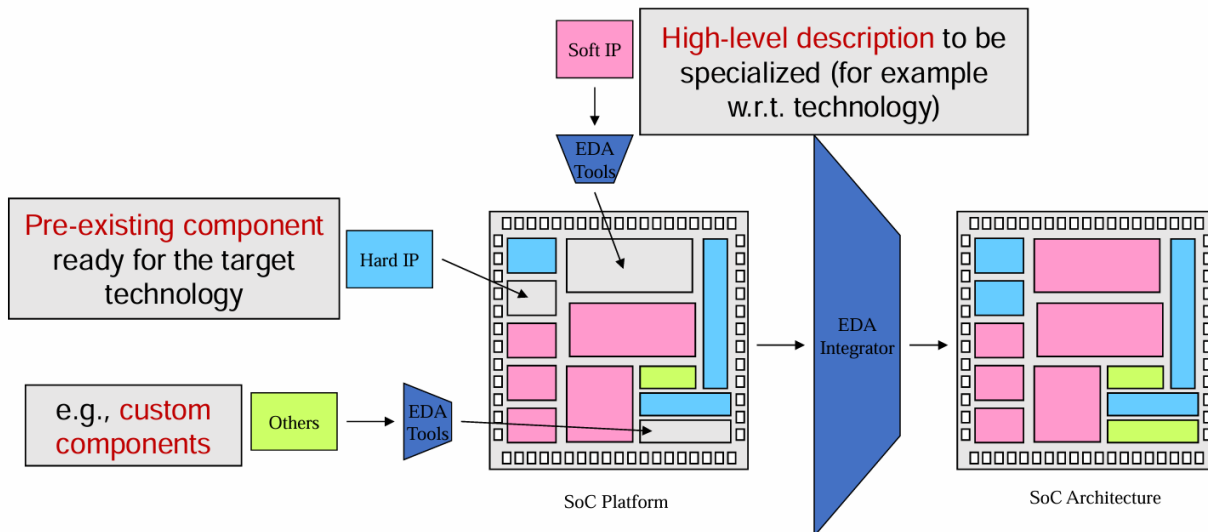 Soft IP
High-level description to be
specialized (for example
w.r.t. technology)
EDA
Tools
Pre-existing component
ready for the target
technology
Hard IP
EDA
Integrator
e.g., custom
components
Others
EDA
Tools
SoC Platform
SoC Architecture